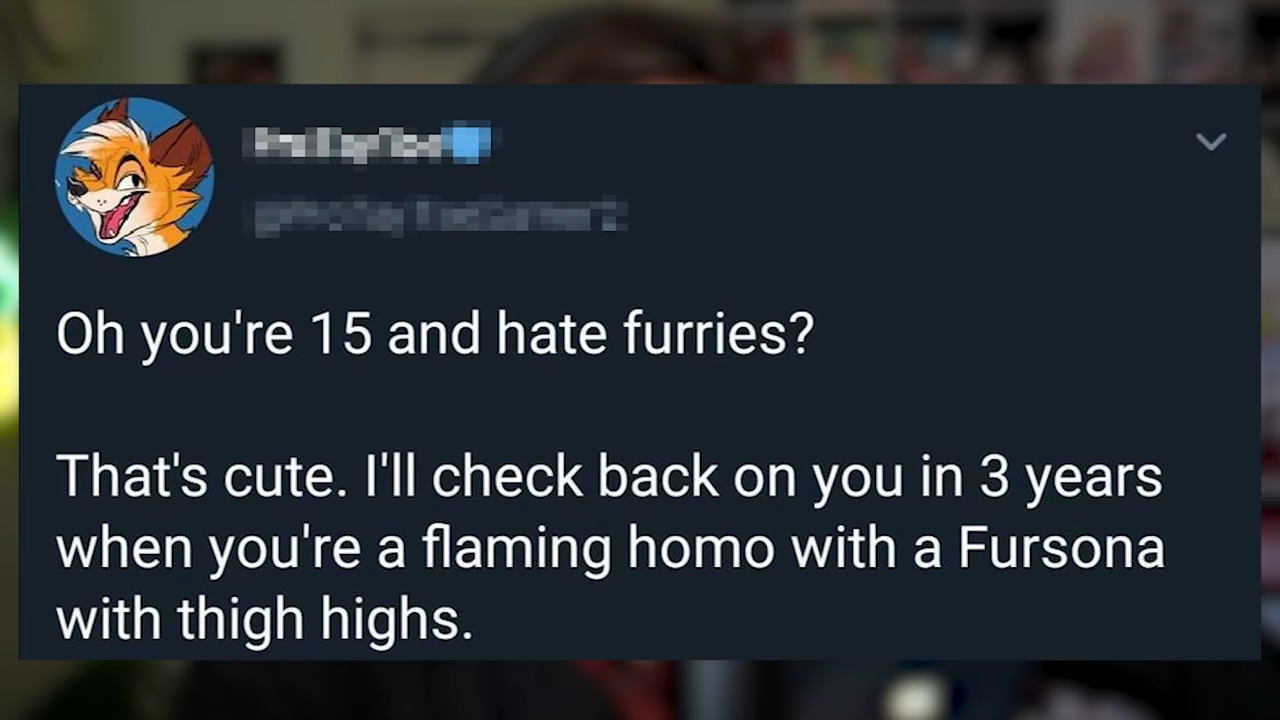 Oh you're 15 and hate furries?
That's cute. I'll check back on you in 3 years
when you're a flaming homo with a Fursona
with thigh highs.